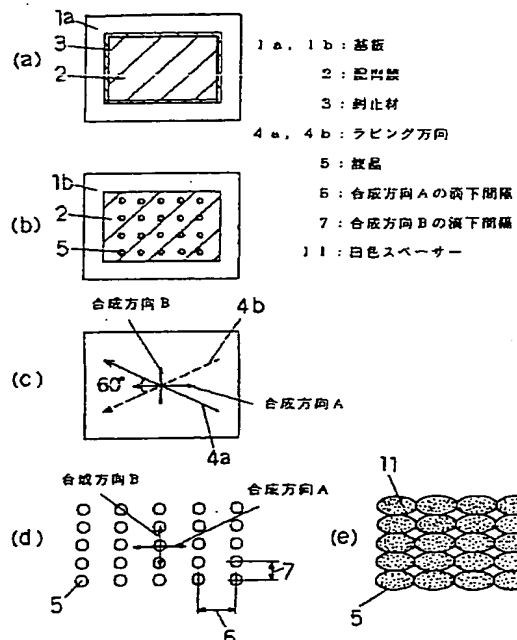 1a
3
(a)
2
1a, 1b：基板
2：配向膜
3：封止材
4a, 4b：ラビング方向
5：液晶
6：合成方向Aの滴下間隔
7：合成方向Bの滴下間隔
11：白色スペーサー
1b
2
(b)
5
合成方向B
4b
(c)
60°
合成方向A
4a
合成方向B
合成方向A
(d)
7
5
6
11
(e)
5